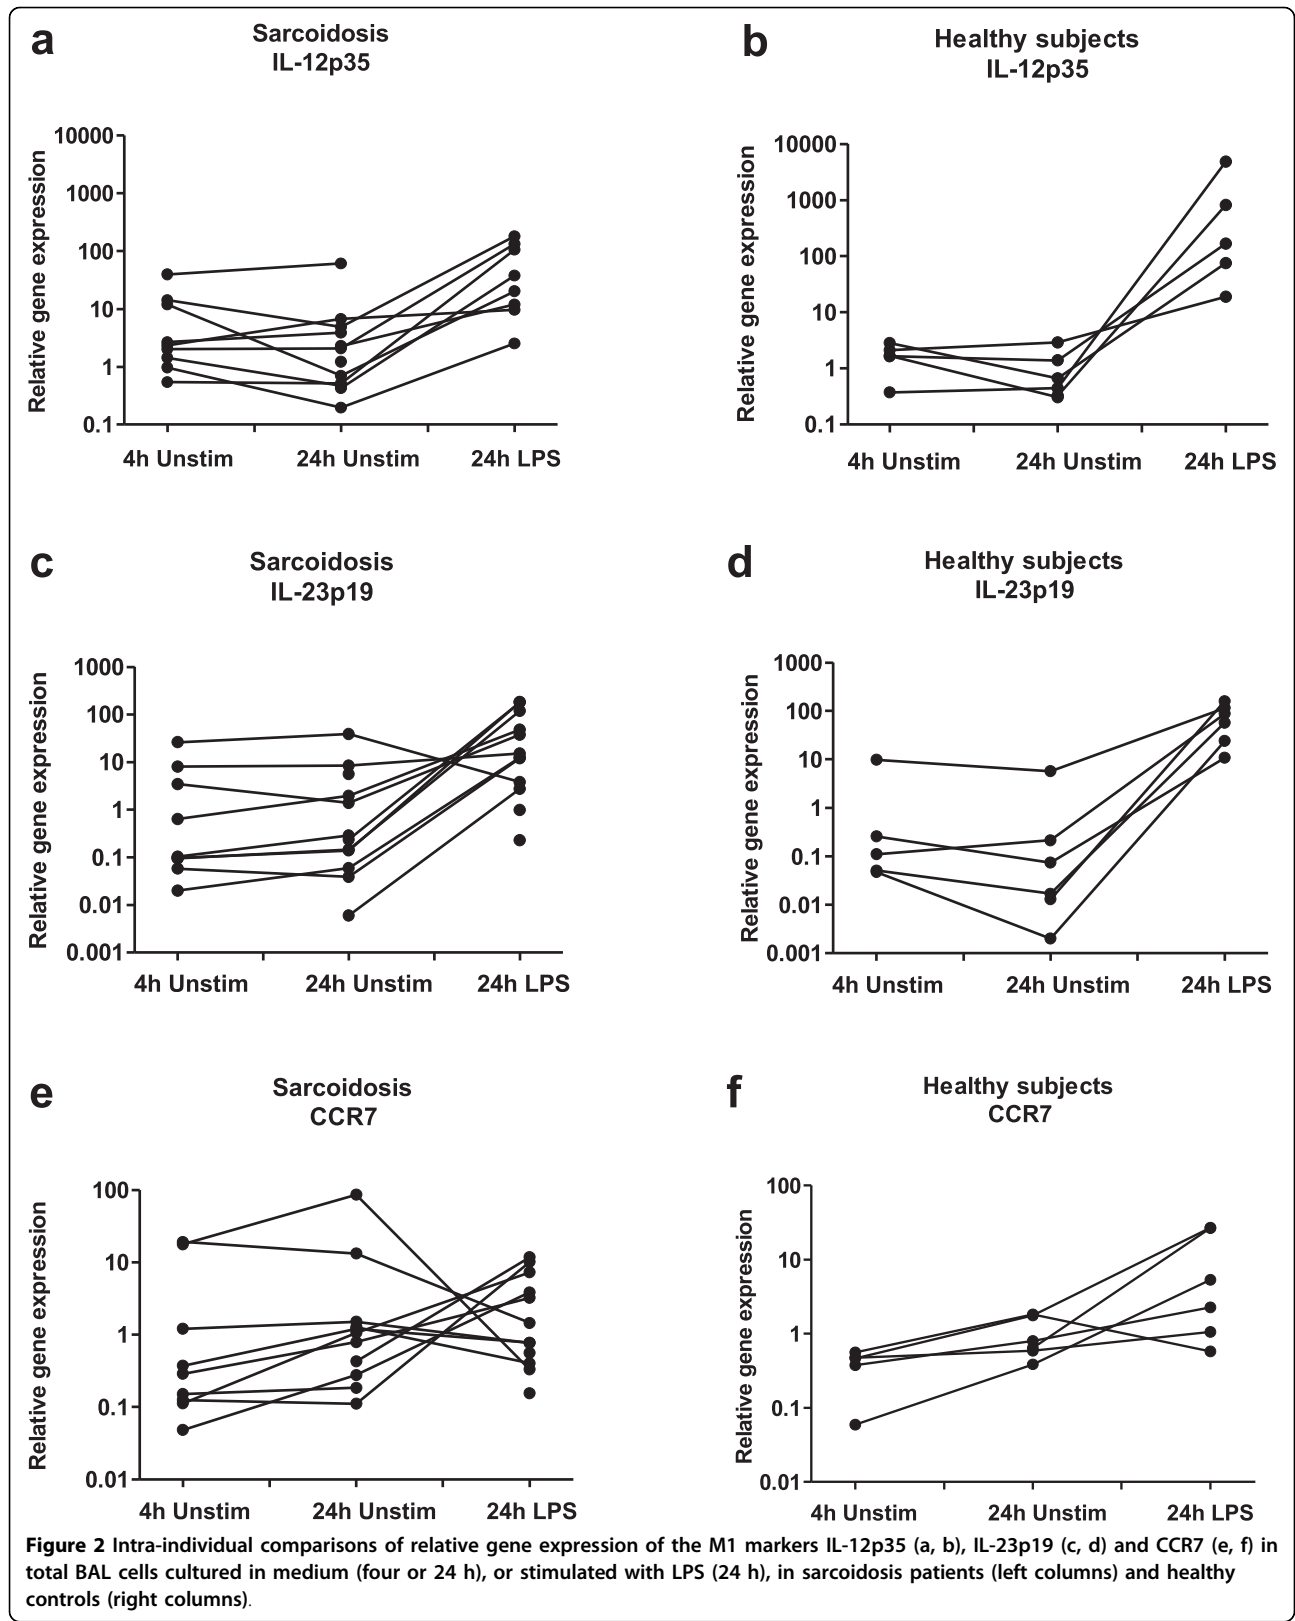 a
Sarcoidosis
IL-12p35
Relative gene expression
10000
1000
100
10
1
0.1
4h Unstim 24h Unstim 24h LPS
b
Healthy subjects
IL-12p35
Relative gene expression
10000
1000
100
10
1
0.1
4h Unstim 24h Unstim 24h LPS
c
Sarcoidosis
IL-23p19
Relative gene expression
1000
100
10
1
0.1
0.01
0.001
4h Unstim 24h Unstim 24h LPS
d
Healthy subjects
IL-23p19
Relative gene expression
1000
100
10
1
0.1
0.01
0.001
4h Unstim 24h Unstim 24h LPS
e
Sarcoidosis
CCR7
Relative gene expression
100
10
1
0.1
0.01
4h Unstim 24h Unstim 24h LPS
f
Healthy subjects
CCR7
Relative gene expression
100
10
1
0.1
0.01
4h Unstim 24h Unstim 24h LPS
Figure 2 Intra-individual comparisons of relative gene expression of the M1 markers IL-12p35 (a, b), IL-23p19 (c, d) and CCR7 (e, f) in
total BAL cells cultured in medium (four or 24 h), or stimulated with LPS (24 h), in sarcoidosis patients (left columns) and healthy
controls (right columns).